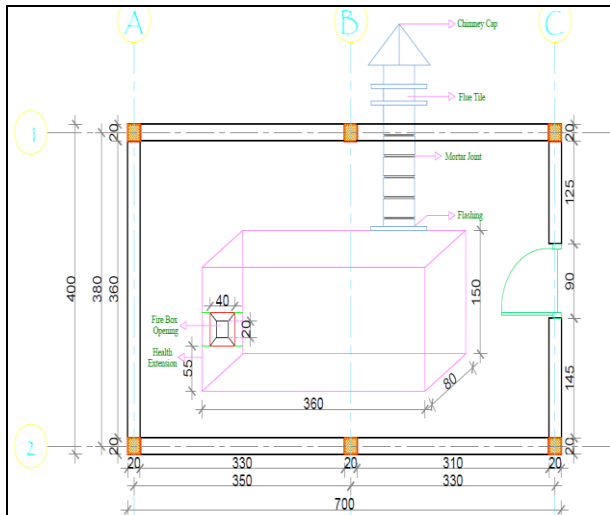 A
B
C
Chimney Cap
Flue Tile
1
20
20
Mortar Joint
125
Flashing
400
380
360
150
90
40
Fire Box
Opening
20
Health
Extension
55
80
145
360
2
20
20
20
330
20
310
20
350
330
700